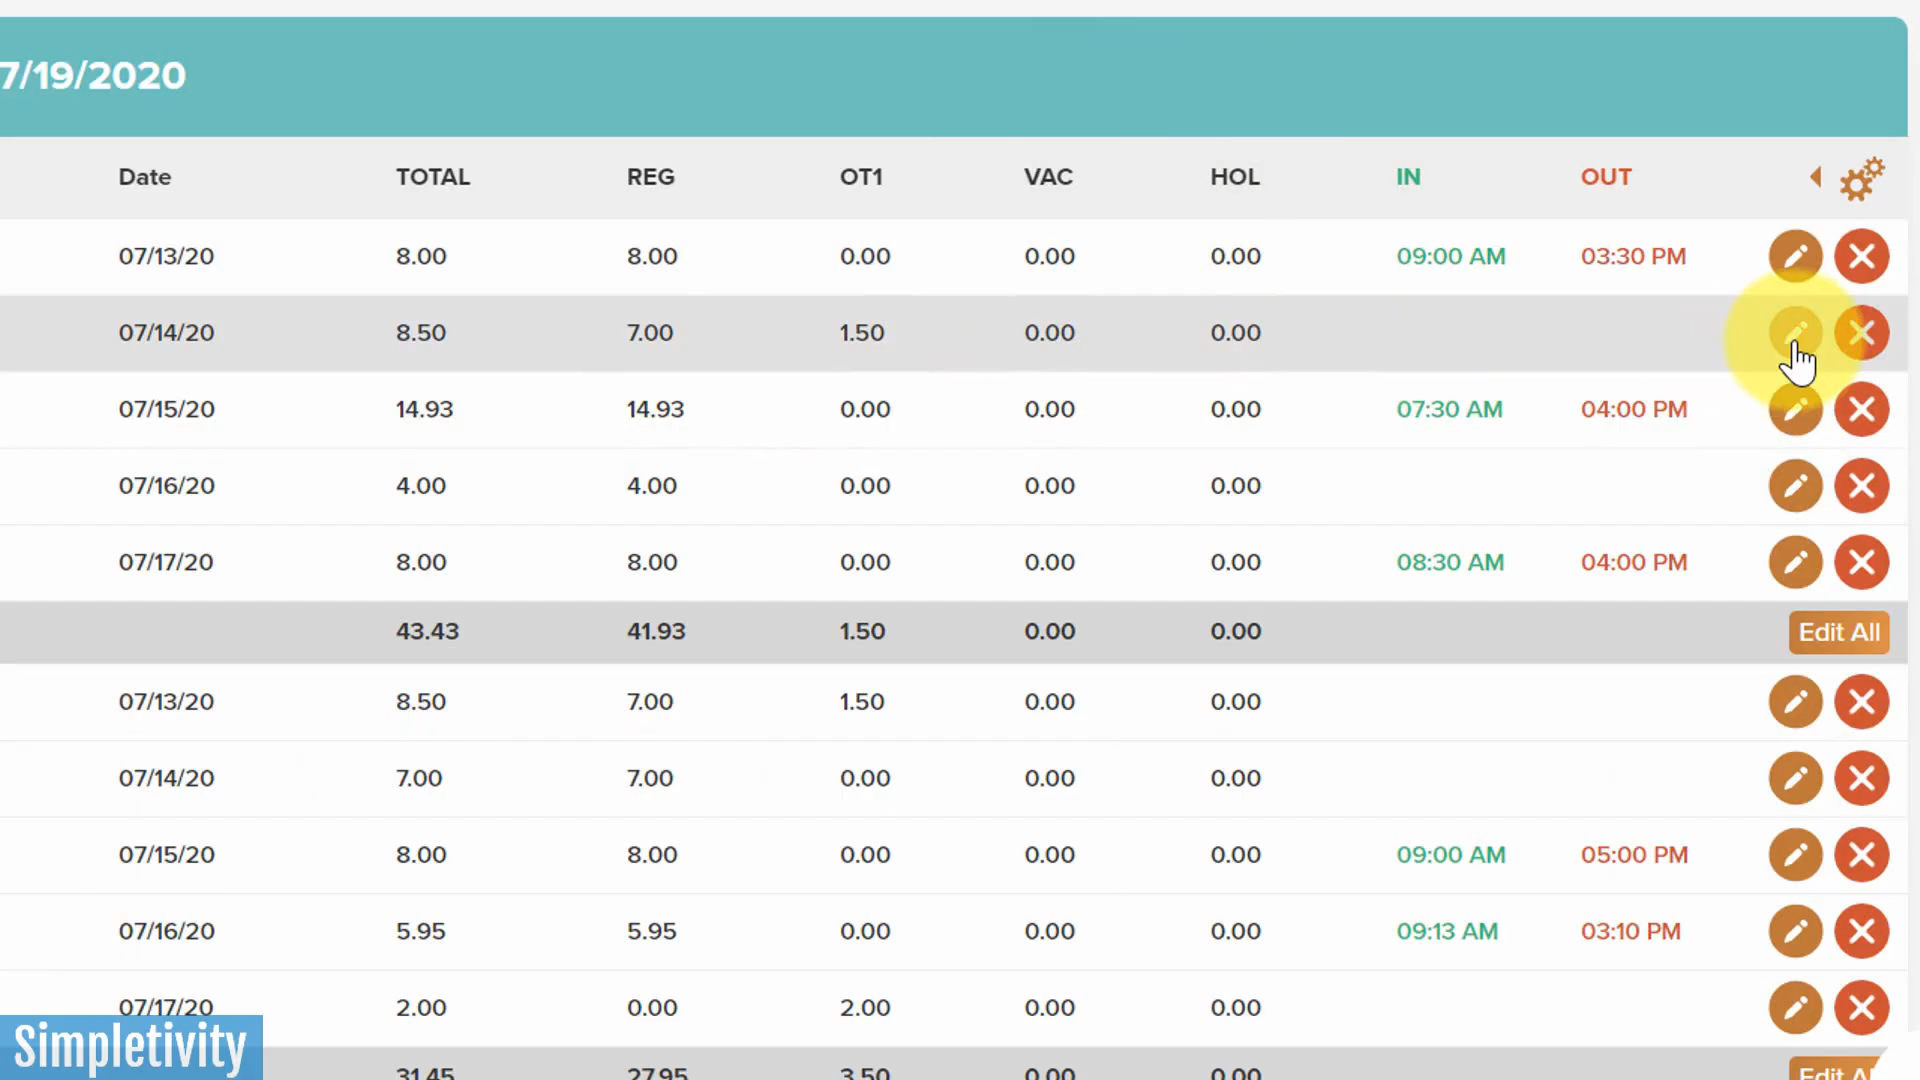 7/19/2020
Date TOTAL REG OT1 VAC HOL IN OUT
07/13/20 8.00 8.00 0.00 0.00 0.00 09:00 AM 03:30 PM
07/14/20 8.50 7.00 1.50 0.00 0.00
07/15/20 14.93 14.93 0.00 0.00 0.00 07:30 AM 04:00 PM
07/16/20 4.00 4.00 0.00 0.00 0.00
07/17/20 8.00 8.00 0.00 0.00 0.00 08:30 AM 04:00 PM
43.43 41.93 1.50 0.00 0.00 Edit All
07/13/20 8.50 7.00 1.50 0.00 0.00
07/14/20 7.00 7.00 0.00 0.00 0.00
07/15/20 8.00 8.00 0.00 0.00 0.00 09:00 AM 05:00 PM
07/16/20 5.95 5.95 0.00 0.00 0.00 09:13 AM 03:10 PM
07/17/20 2.00 0.00 2.00 0.00 0.00
31.45 27.95 3.50 0.00 0.00 Edit Al
Simpletivity